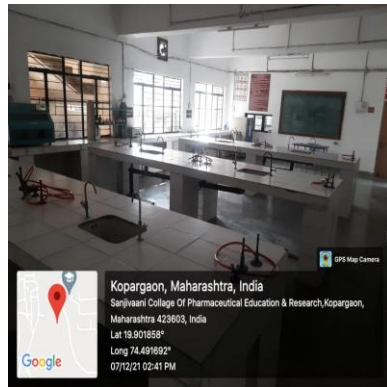 GPS Map Camera
Kopargaon, Maharashtra, India
Sanjivaani Collage Of Pharmaceutical Education & Research,Kopargaon,
Maharashtra 423603, India
Lat 19.901858°
Long 74.491692°
07/12/21 02:41 PM
Google